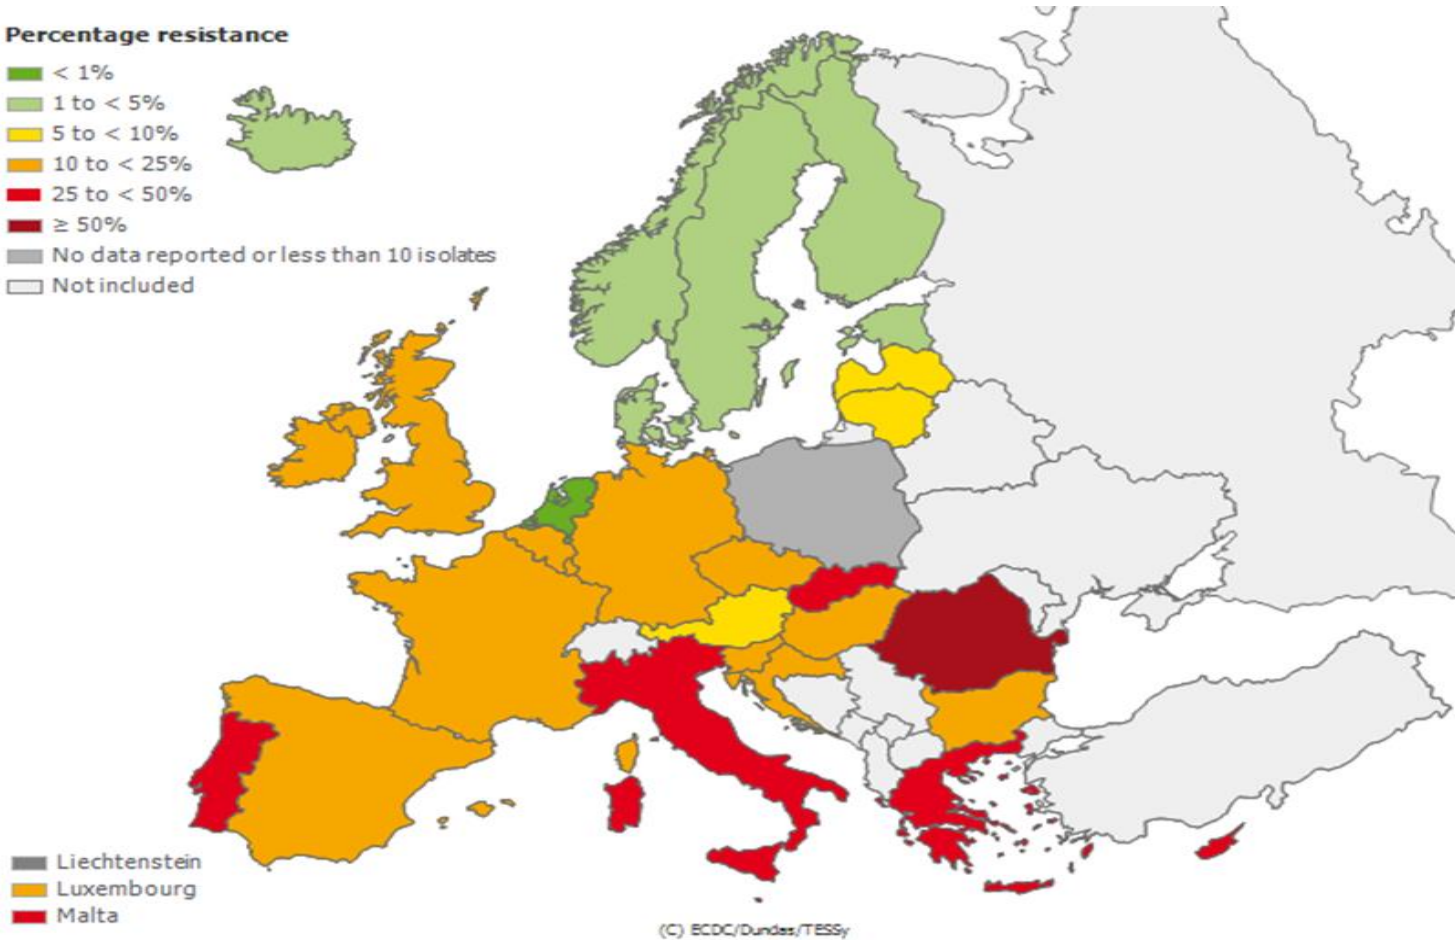 Percentage resistance
< 1%
1 to < 5%
5 to < 10%
10 to < 25%
25 to < 50%
≥ 50%
No data reported or less than 10 isolates
Not included
Liechtenstein
Luxembourg
Malta
(C) ECDC/Dundas/TESSy